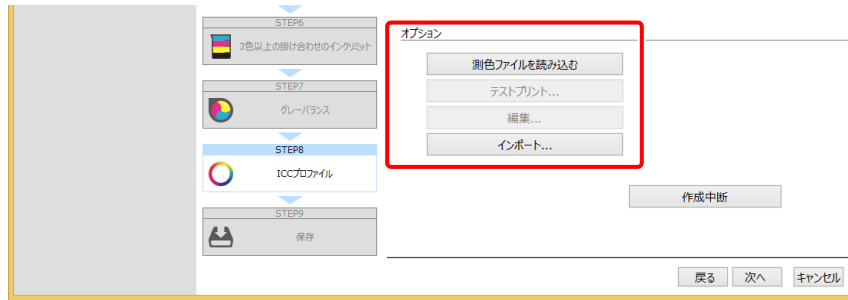 STEP6
3色以上の掛け合わせのインクリミット
STEP7
グレーバランス
STEP8
ICCプロファイル
STEP9
保存
オプション
測色ファイルを読み込む
テストプリント...
編集...
インポート...
作成中断
戻る
次へ
キャンセル